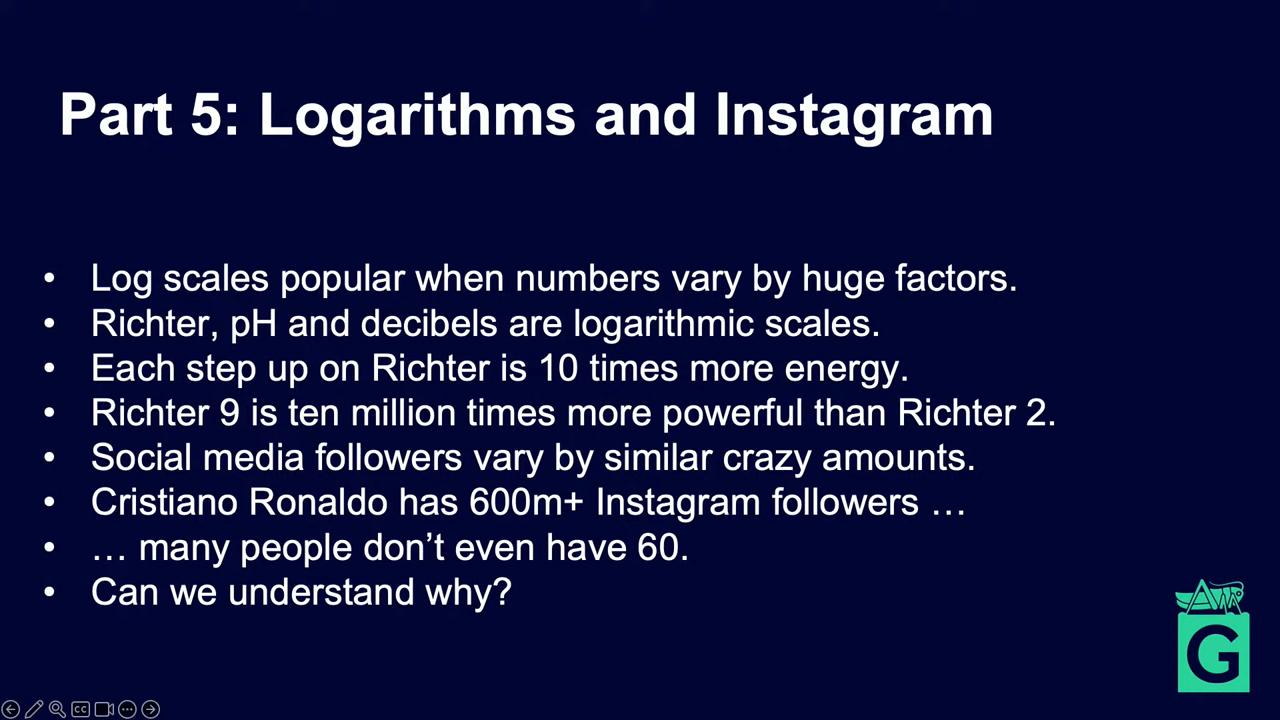 Part 5: Logarithms and Instagram
• Log scales popular when numbers vary by huge factors.
• Richter, pH and decibels are logarithmic scales.
• Each step up on Richter is 10 times more energy.
• Richter 9 is ten million times more powerful than Richter 2.
• Social media followers vary by similar crazy amounts.
• Cristiano Ronaldo has 600m+ Instagram followers …
• … many people don’t even have 60.
• Can we understand why?
G
CC